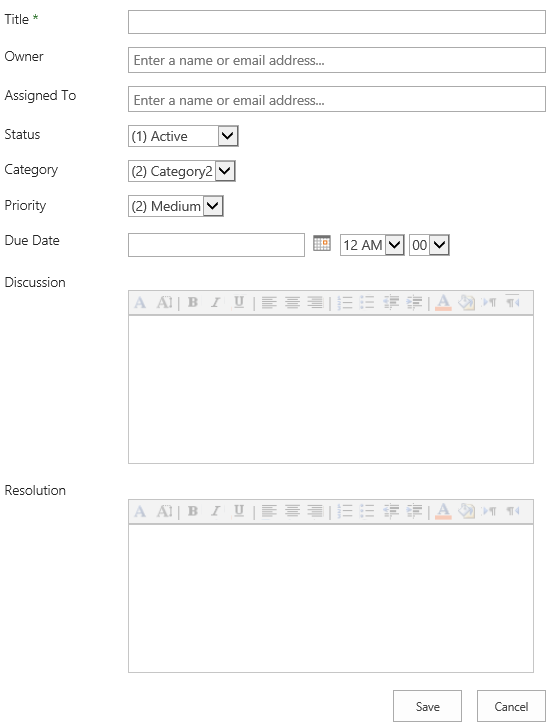 Title *
Owner Enter a name or email address...
Assigned To Enter a name or email address...
Status (1) Active
Category (2) Category2
Priority (2) Medium
Due Date 12 AM 00
Discussion
A A B I U A
Resolution
A A B I U A
Save Cancel